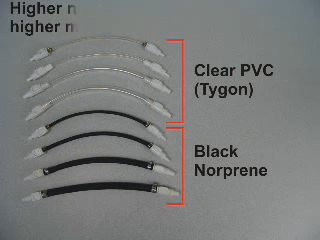 Higher
higher
Clear PVC
(Tygon)
Black
Norprene